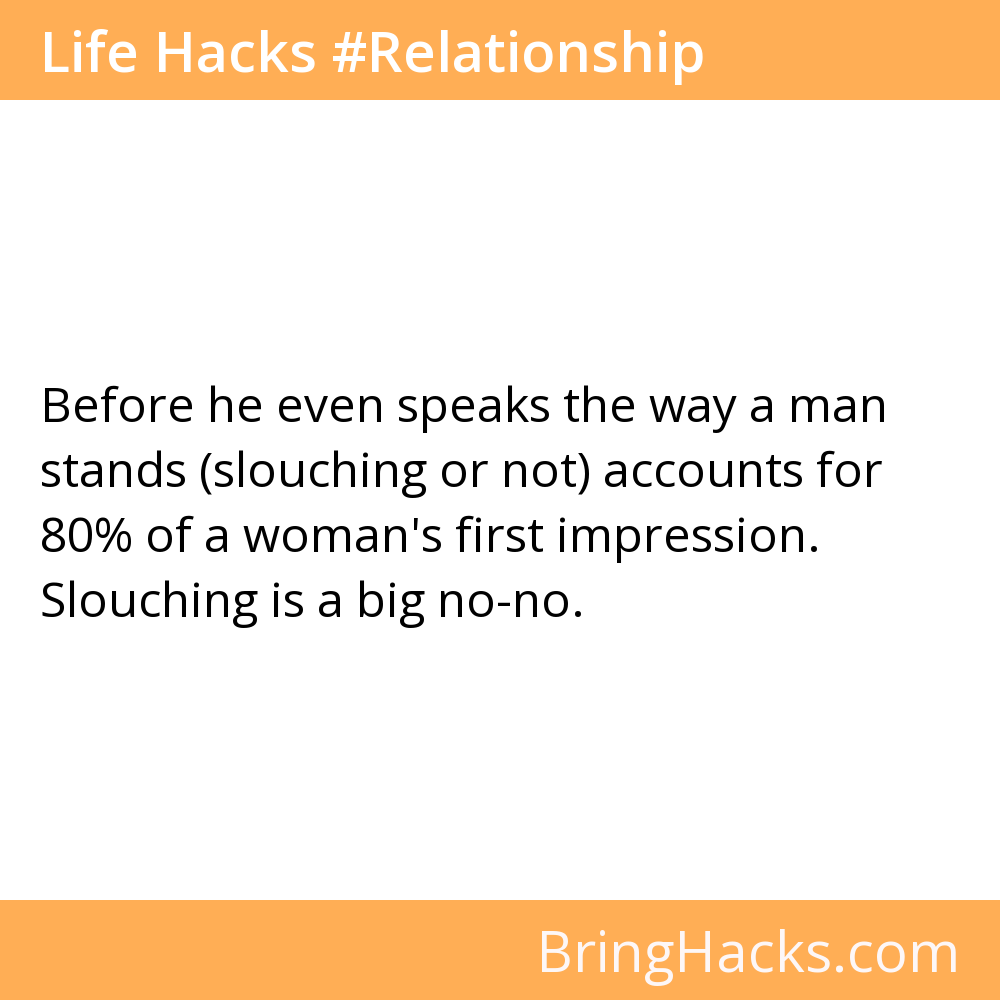 Life Hacks #Relationship
Before he even speaks the way a man
stands (slouching or not) accounts for
80% of a woman's first impression.
Slouching is a big no-no.
BringHacks.com